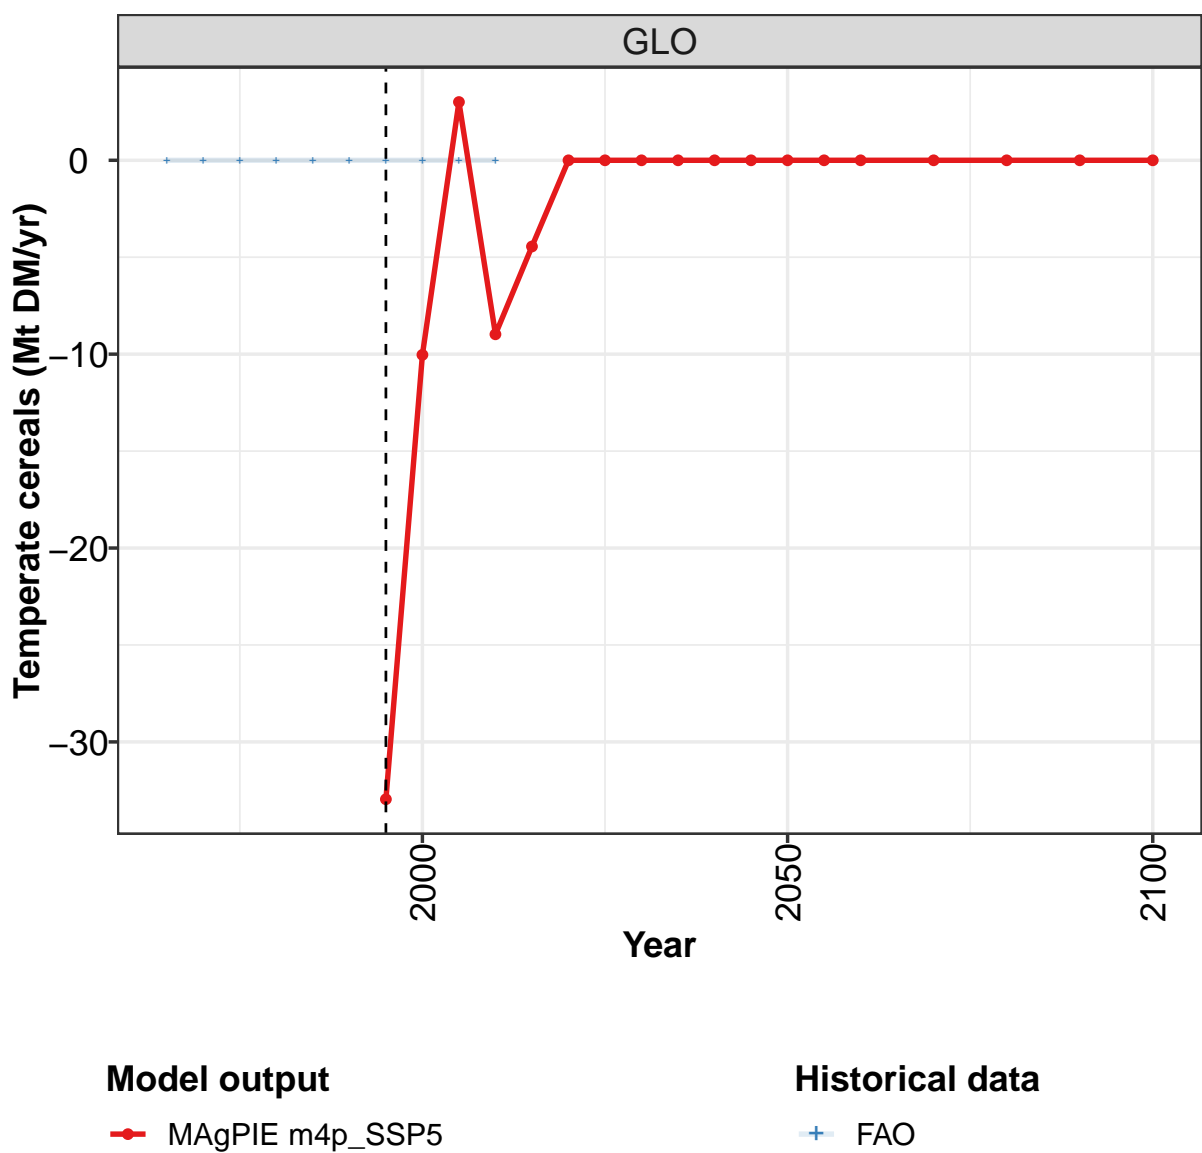 GLO
Temperate cereals (Mt DM/yr)
0
−10
−20
−30
2000
2050
2100
Year
Model output
MAgPIE m4p_SSP5
Historical data
FAO